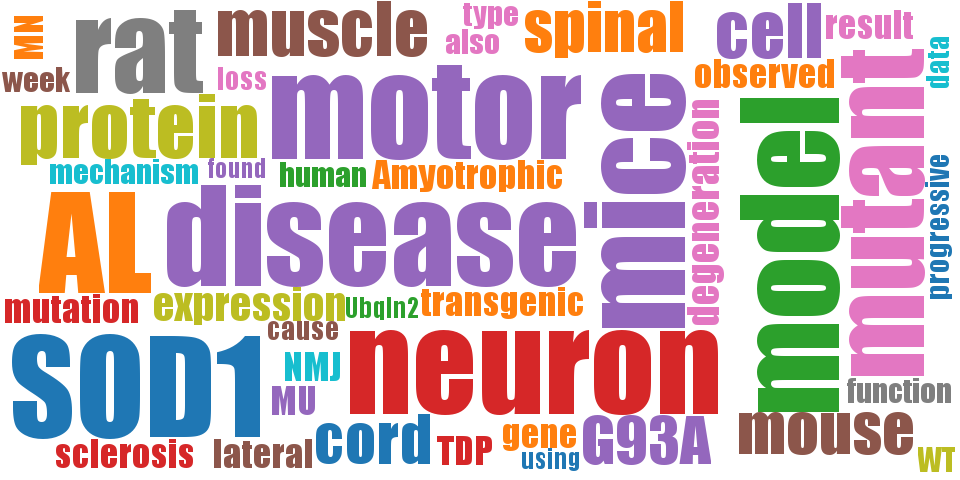 MN
rat
muscle
type
also
spinal
cell
result
week
loss
motor
observed
data
protein
mice
degeneration
model
mutant
mechanism
found
human
Amyotrophic
progressive
AL
disease
mutation
expression
Ubqln2
transgenic
cause
SOD1
NMJ
neuron
MU
function
sclerosis
lateral
cord
TDP
gene
using
G93A
mouse
WT